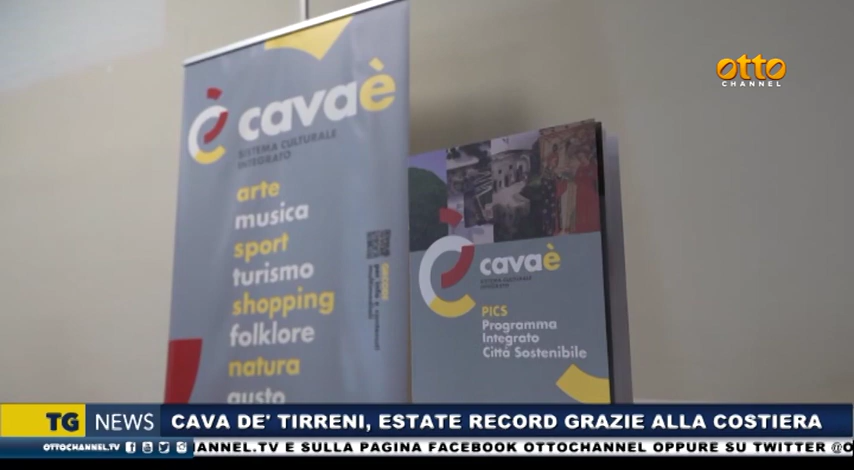 otto
CHANNEL
cavaè
SISTEMA CULTURALE
INTEGRATO
arte
musica
sport
turismo
shopping
folklore
natura
gusto
cavaè
SISTEMA CULTURALE
INTEGRATO
PICS
Programma
Integrato
Città Sostenibile
TG NEWS
CAVA DE' TIRRENI, ESTATE RECORD GRAZIE ALLA COSTIERA
OTTOCHANNEL.TV
HANNEL.TV E SULLA PAGINA FACEBOOK OTTOCHANNEL OPPURE SU TWITTER